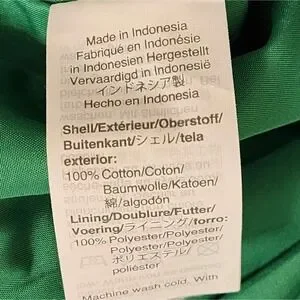 Made in Indonesia
Fabriqué en Indonésie
in Indonesien Hergestellt
Vervaardigd in Indonesië
インドネシア製
Hecho en Indonesia
Shell/Extérieur/Oberstoff/
Buitenkant/シェル/tela
exterior:
100% Cotton/Coton/
Baumwolle/Katoen/
綿/algodón
Lining/Doublure/Futter/
Voering/ライニング/forro:
100% Polyester/Polyester/
Polyester/Polyester/
ポリエステル/
poliéster
Machine wash cold. With